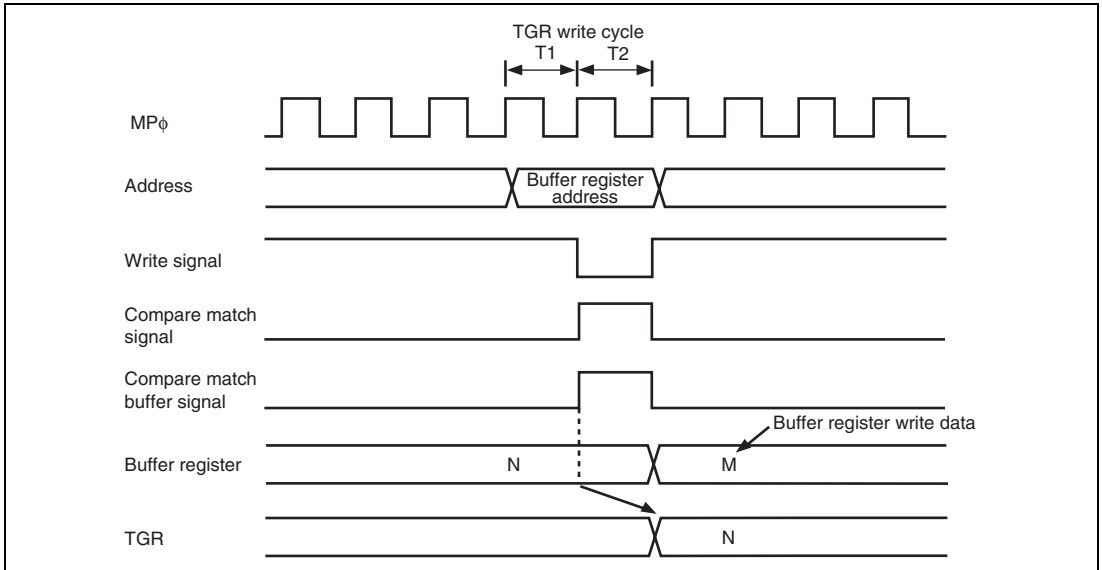 TGR write cycle
T1 T2
MPϕ
Address
Buffer register
address
Write signal
Compare match
signal
Compare match
buffer signal
Buffer register write data
Buffer register
N M
TGR
N